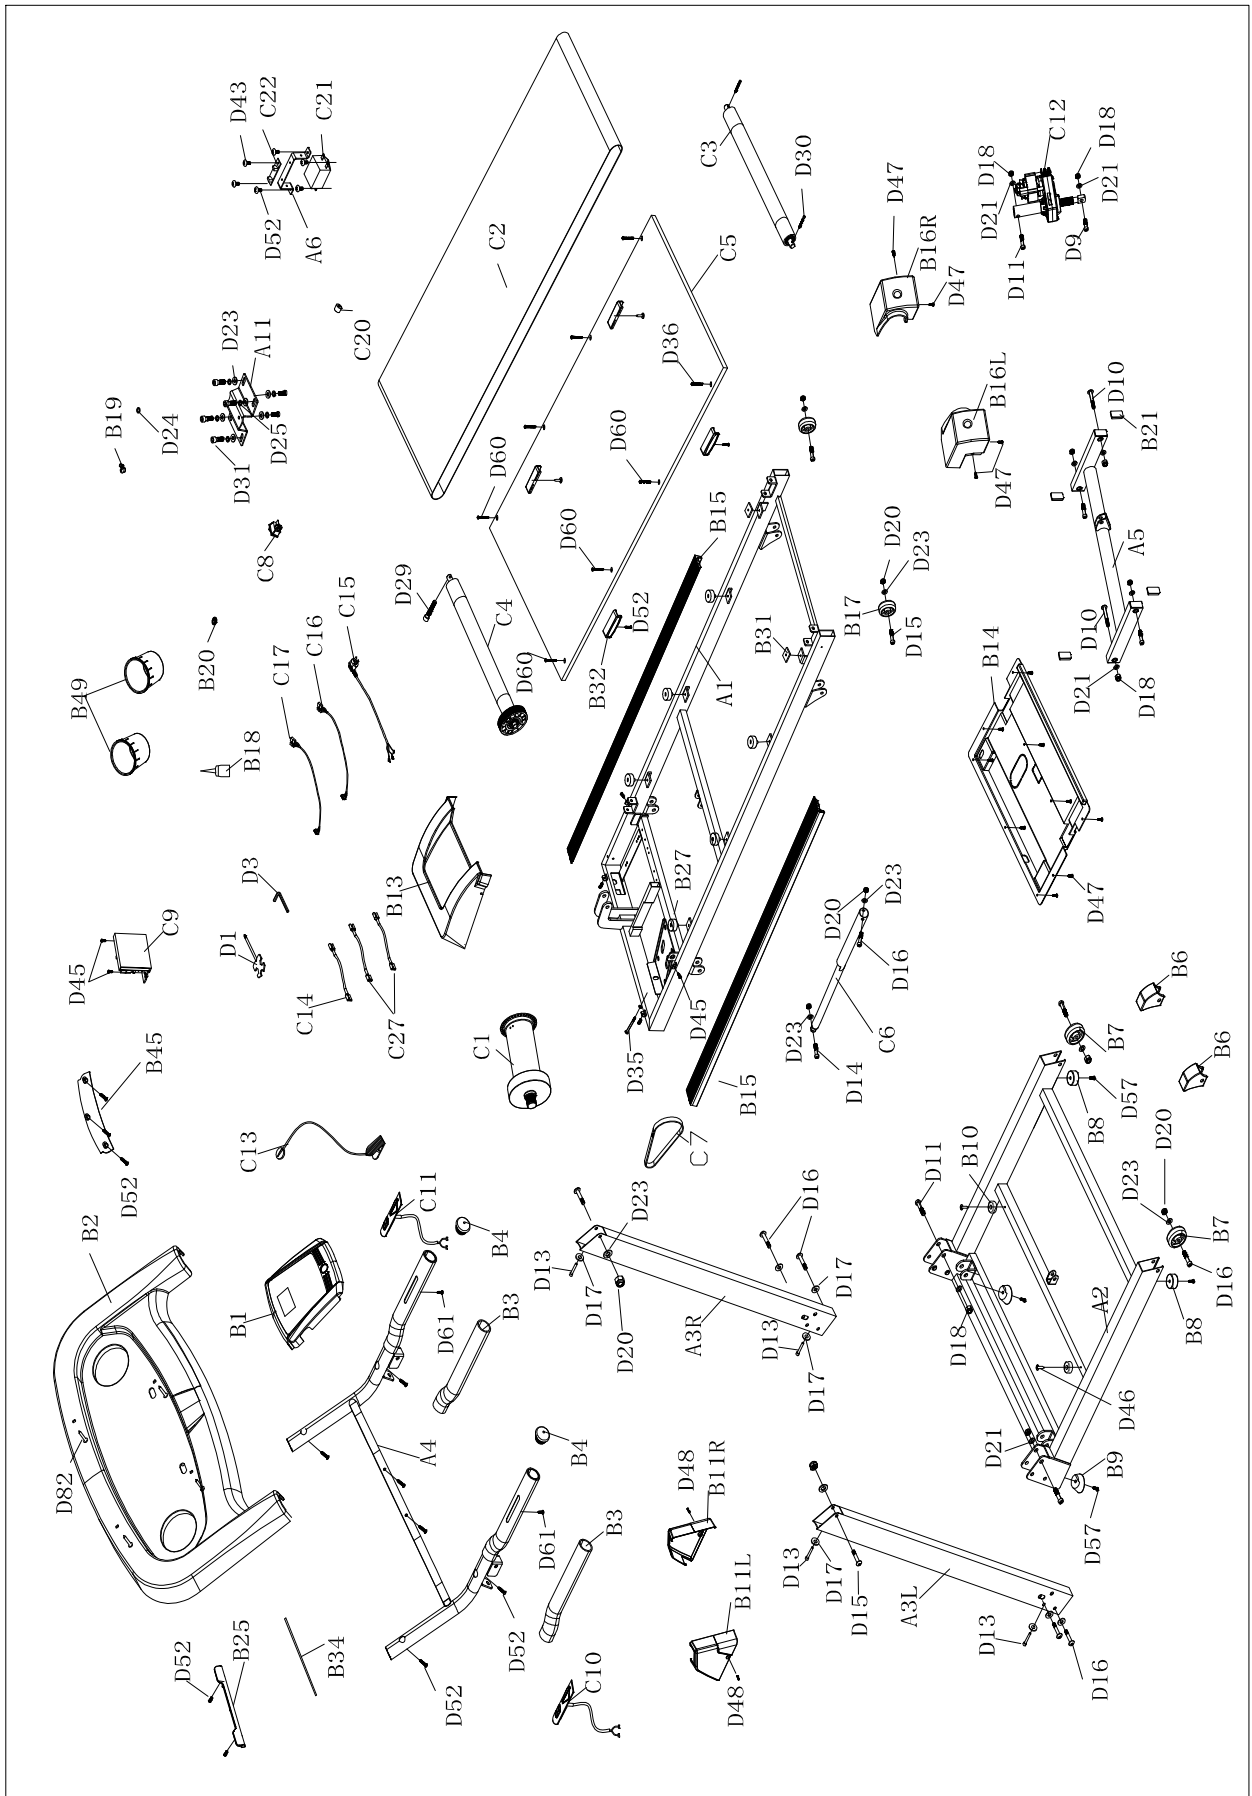 D43
C22
C21
D52
A6
D23
A11
C20
B19
D24
D31
D25
C8
C2
C3
D30
C5
D36
D47
B16R
D47
D18
C12
D18
D21
D21
D11
D9
B16L
D47
D10
B21
A5
D10
D21
D18
B14
D47
D60
D60
D60
D60
D29
C4
B15
D52
B32
A1
B31
D20
D23
B17
D15
B49
B20
B18
C17
C16
C15
D3
D1
C9
D45
C14
C27
B13
C1
B27
D45
D35
B15
D20
D23
D16
D23
D14
C6
B45
D52
C13
C7
B2
B1
D82
C11
B4
D61
B3
A4
B4
D61
B3
D52
D52
C10
D52
B25
B34
D13
D17
D23
D20
D16
D17
A3R
D13
D17
D48
B11R
B11L
D48
D13
D17
D15
A3L
D13
D16
D11
B10
D18
D57
B8
B6
B7
B6
D20
D23
B7
D16
B8
A2
D46
D21
B9
D57